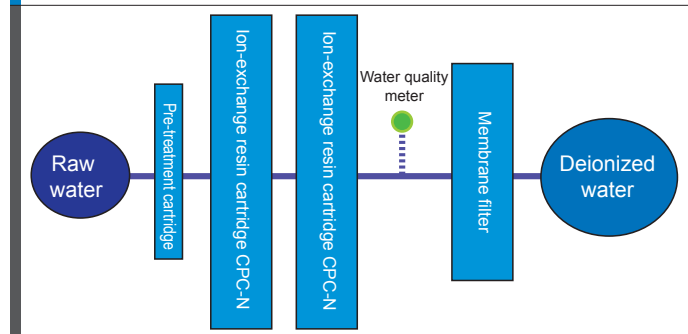 Raw
water
Pre-treatment cartridge
Ion-exchange resin cartridge CPC-N
Ion-exchange resin cartridge CPC-N
Water quality
meter
Membrane filter
Deionized
water